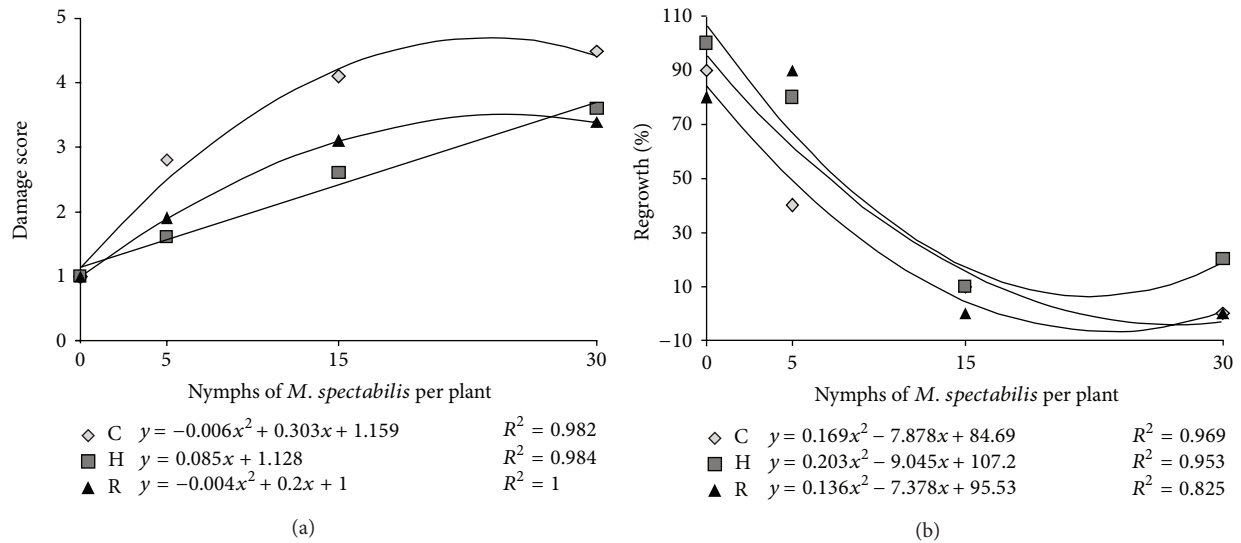 5
4
3
2
1
0
Damage score
0 5 15 30
Nymphs of M. spectabilis per plant
C y = −0.006x² + 0.303x + 1.159 R² = 0.982
H y = 0.085x + 1.128 R² = 0.984
R y = −0.004x² + 0.2x + 1 R² = 1
(a)
110
90
70
50
30
10
−10
Regrowth (%)
0 5 15 30
Nymphs of M. spectabilis per plant
C y = 0.169x² − 7.878x + 84.69 R² = 0.969
H y = 0.203x² − 9.045x + 107.2 R² = 0.953
R y = 0.136x² − 7.378x + 95.53 R² = 0.825
(b)